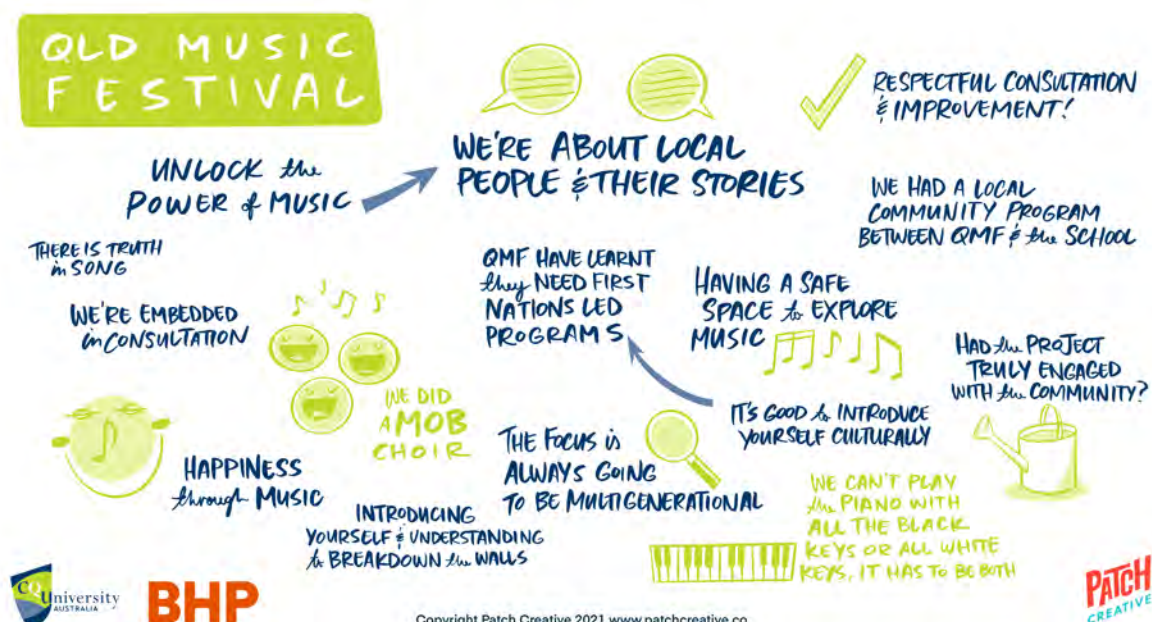 QLD MUSIC
FESTIVAL
UNLOCK the
POWER of MUSIC
WE'RE ABOUT LOCAL
PEOPLE & THEIR STORIES
RESPECTFUL CONSULTATION
& IMPROVEMENT!
WE HAD A LOCAL
COMMUNITY PROGRAM
BETWEEN QMF & the SCHOOL
THERE IS TRUTH
in SONG
WE'RE EMBEDDED
in CONSULTATION
QMF HAVE LEARNT
they NEED FIRST
NATIONS LED
PROGRAMS
HAVING A SAFE
SPACE to EXPLORE
MUSIC
HAD the PROJECT
TRULY ENGAGED
WITH the COMMUNITY?
WE DID
A MOB
CHOIR
IT'S GOOD to INTRODUCE
YOURSELF CULTURALLY
THE FOCUS is
ALWAYS GOING
TO BE MULTIGENERATIONAL
HAPPINESS
through MUSIC
INTRODUCING
YOURSELF & UNDERSTANDING
to BREAKDOWN the WALLS
WE CAN'T PLAY
the PIANO WITH
ALL THE BLACK
KEYS OR ALL WHITE
KEYS, IT HAS TO BE BOTH
CQUniversity
AUSTRALIA
BHP
Copyright Patch Creative 2021 www.patchcreative.co
PATCH
CREATIVE